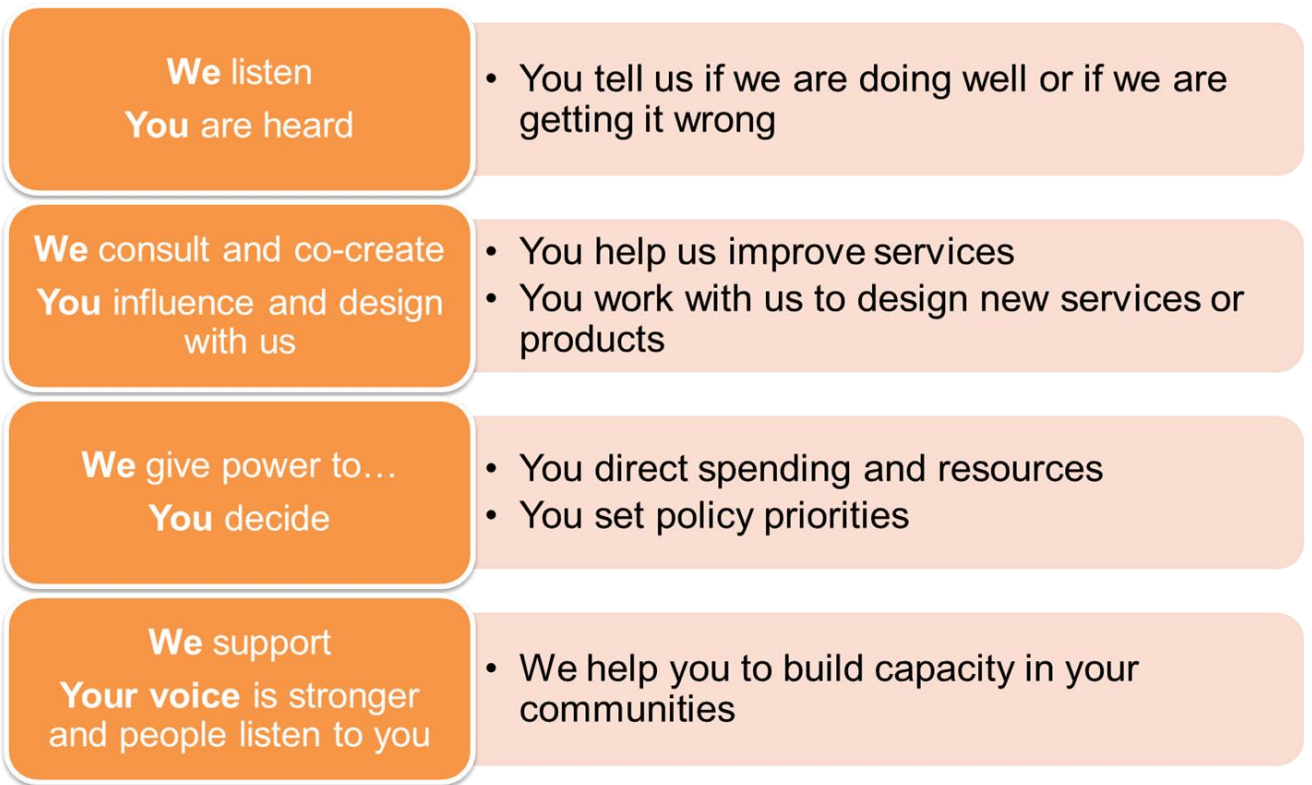 We listen
You are heard
• You tell us if we are doing well or if we are
getting it wrong
We consult and co-create
You influence and design
with us
• You help us improve services
• You work with us to design new services or
products
We give power to…
You decide
• You direct spending and resources
• You set policy priorities
We support
Your voice is stronger
and people listen to you
• We help you to build capacity in your
communities